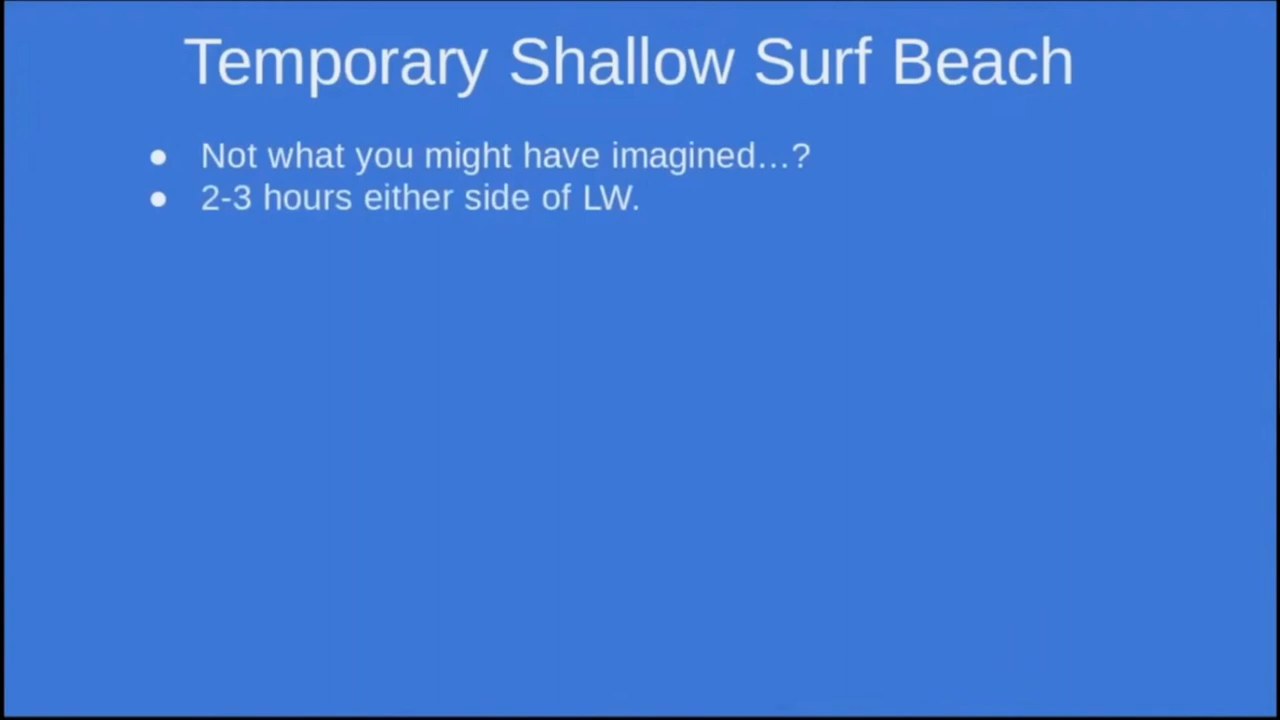 Temporary Shallow Surf Beach
● Not what you might have imagined…?
● 2-3 hours either side of LW.